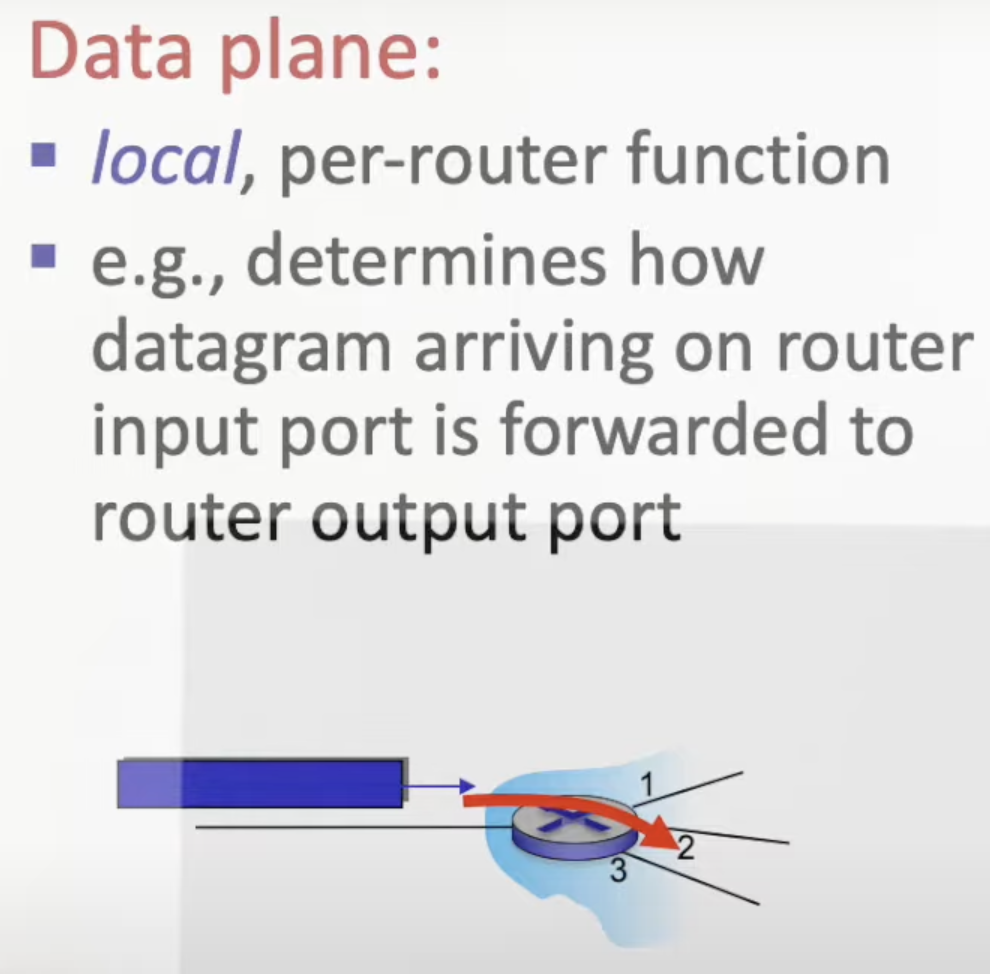 Data plane:
▪ local, per-router function
▪ e.g., determines how
datagram arriving on router
input port is forwarded to
router output port
1
2
3